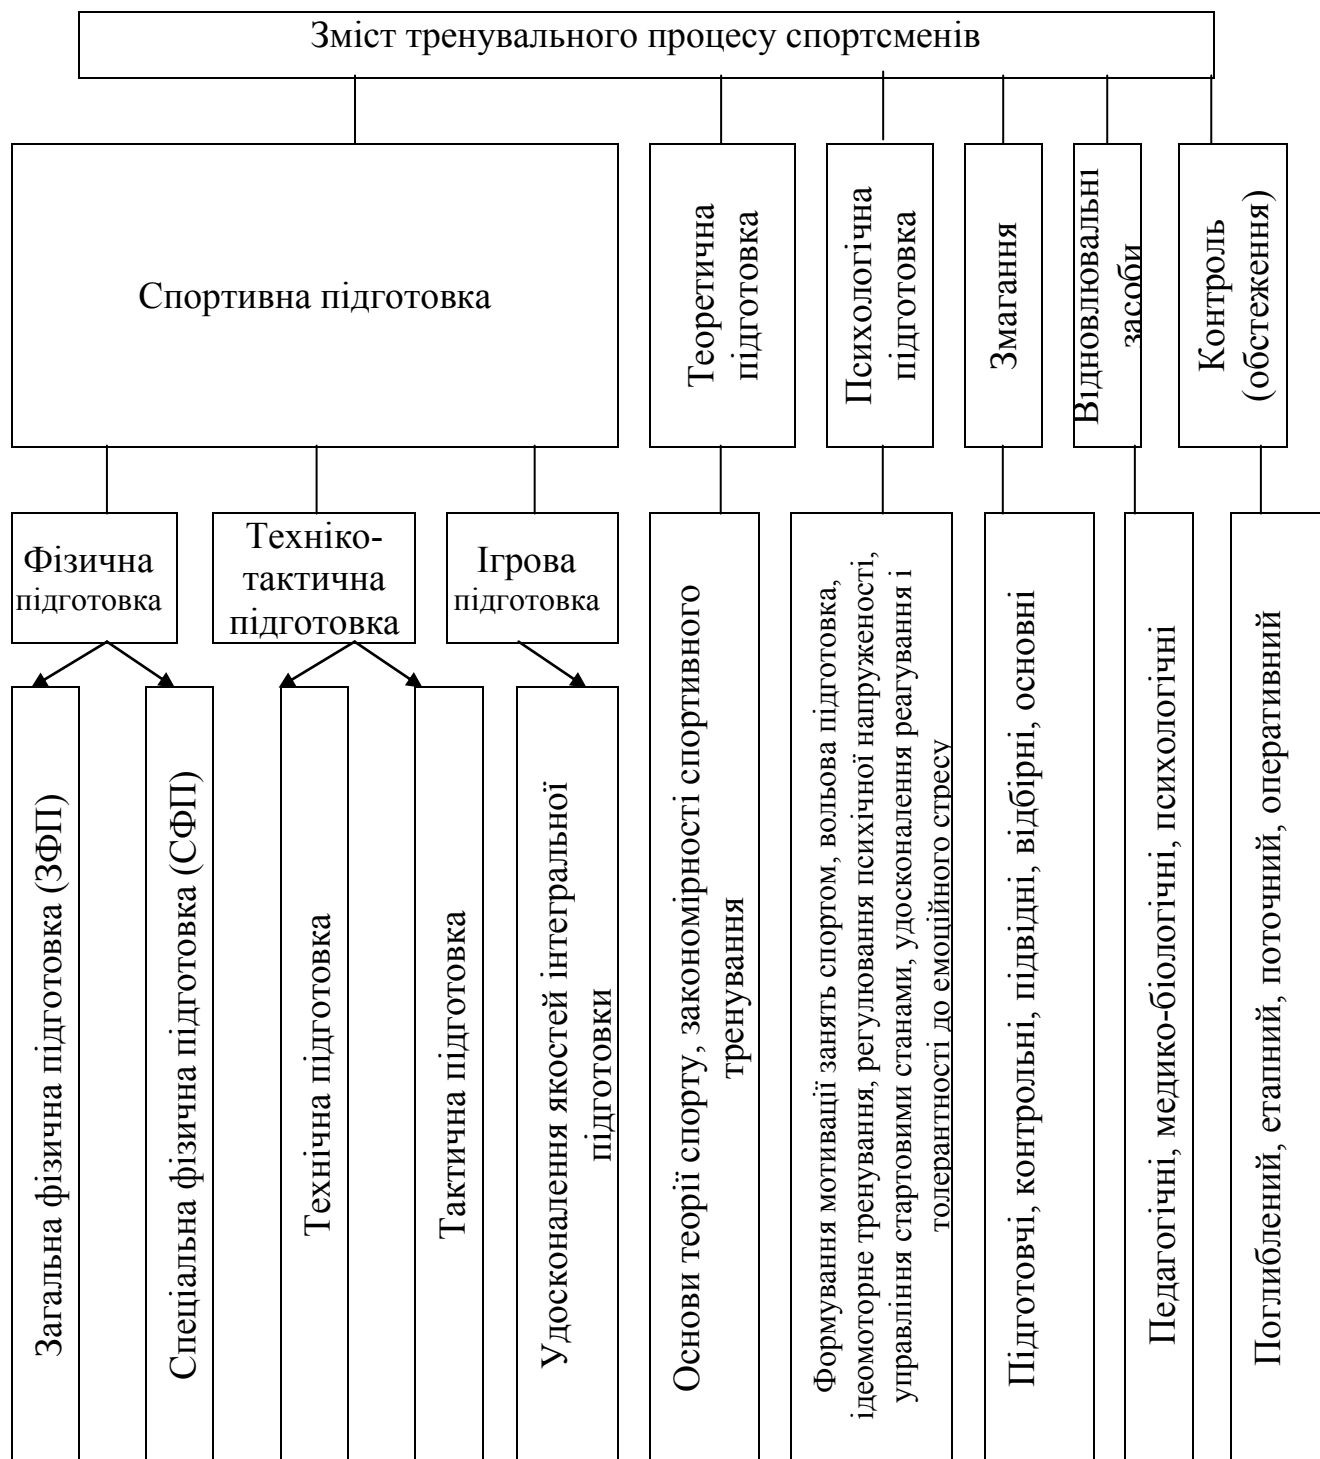 Зміст тренувального процесу спортсменів
Спортивна підготовка
Теоретична
підготовка
Психологічна
підготовка
Змагання
Відновлювальні
засоби
Контроль
(обстеження)
Фізична
підготовка
Техніко-
тактична
підготовка
Ігрова
підготовка
Загальна фізична підготовка (ЗФП)
Спеціальна фізична підготовка (СФП)
Технічна підготовка
Тактична підготовка
Удосконалення якостей інтегральної
підготовки
Основи теорії спорту, закономірності спортивного
тренування
Формування мотивації занять спортом, вольова підготовка,
ідеомоторне тренування, регулювання психічної напруженості,
управління стартовими станами, удосконалення реагування і
толерантності до емоційного стресу
Підготовчі, контрольні, підвідні, відбірні, основні
Педагогічні, медико-біологічні, психологічні
Поглиблений, етапний, поточний, оперативний